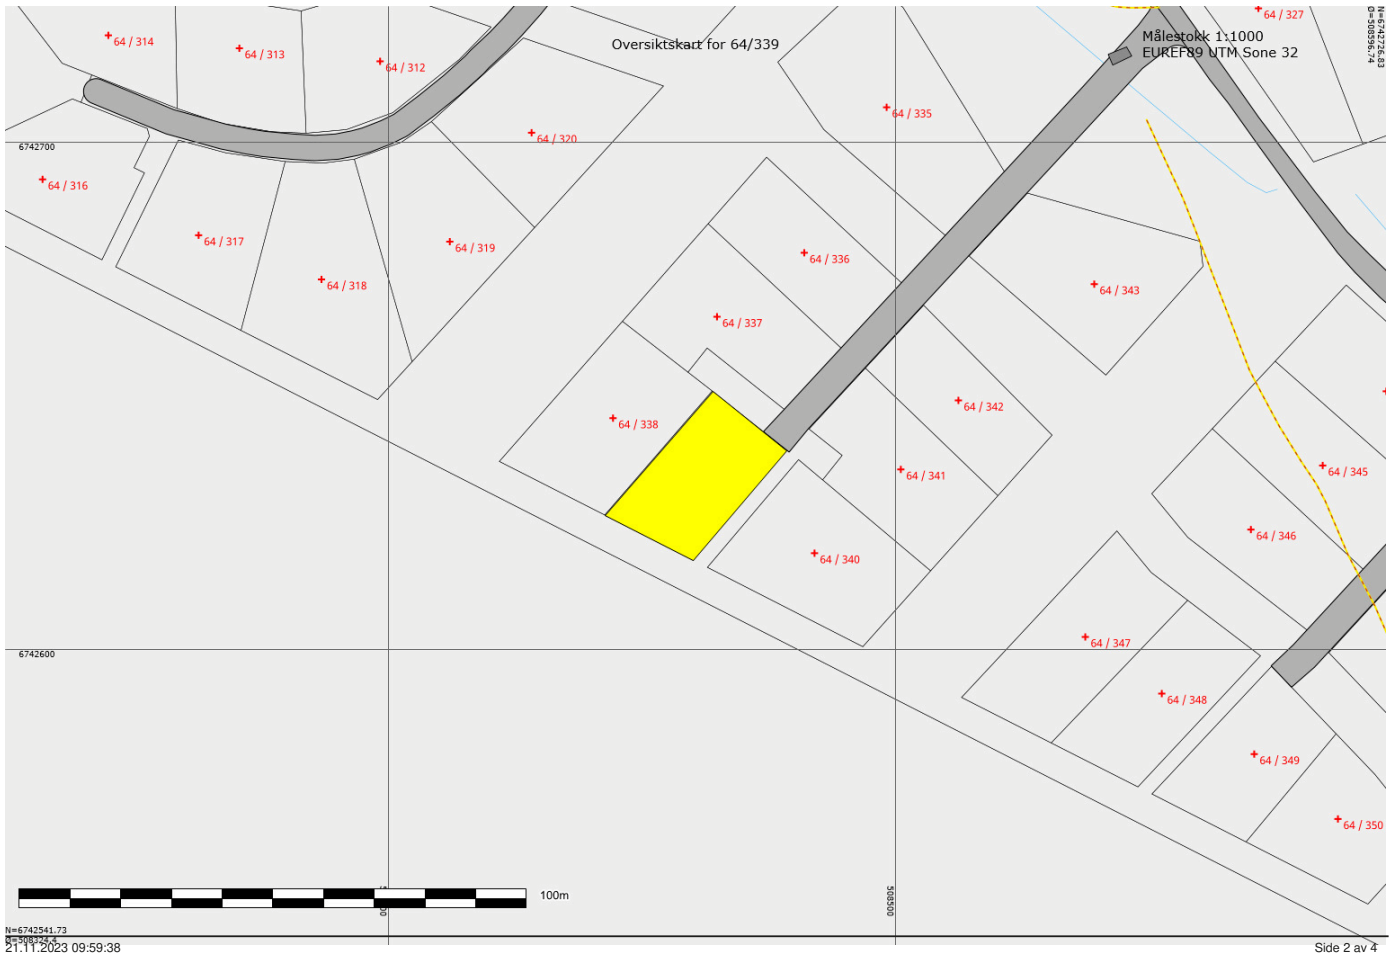 64 / 314
64 / 313
64 / 312
Oversiktskart for 64/339
64 / 327
Målestokk 1:1000
EUREF89 UTM Sone 32
N=6742726.83
Ø=508596.74
64 / 335
64 / 320
6742700
64 / 316
64 / 317
64 / 319
64 / 318
64 / 336
64 / 343
64 / 337
64 / 338
64 / 342
64 / 341
64 / 345
64 / 340
64 / 346
6742600
64 / 347
64 / 348
64 / 349
64 / 350
100m
508500
N=6742541.73
Ø=508324.4
21.11.2023 09:59:38
Side 2 av 4